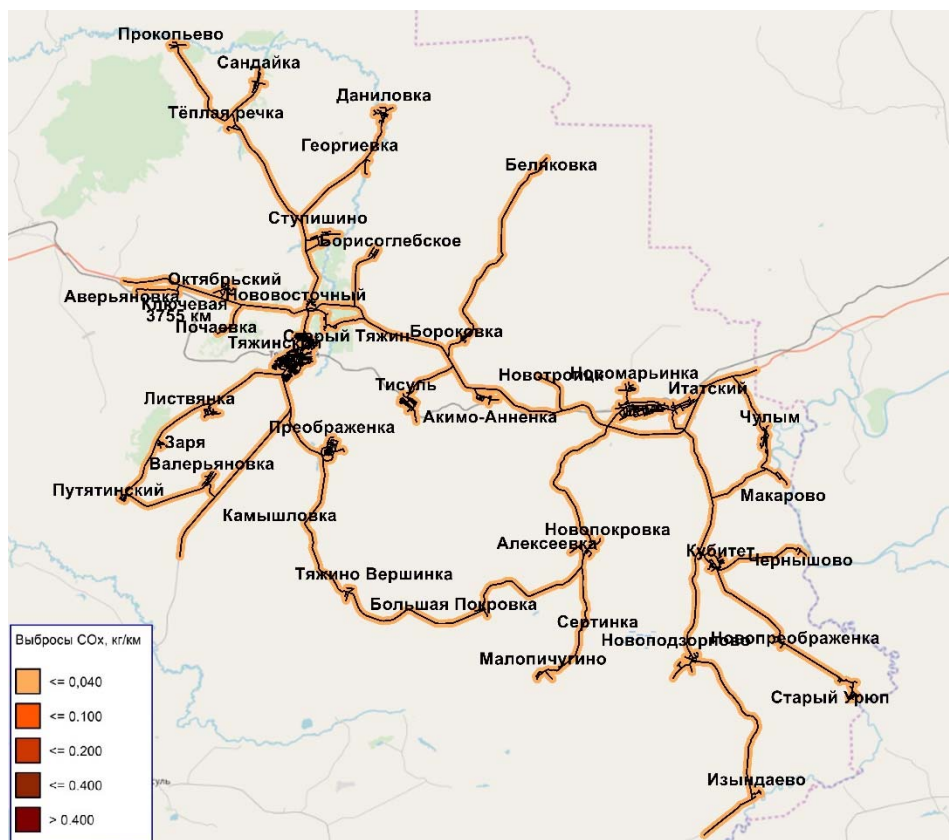 Прокопьево
Сандайка
Даниловка
Тёплая речка
Георгиевка
Беляковка
Ступишино
Борисоглебское
Октябрьский
Аверьяновка
Нововосточный
Ключевая
3755 км
Почаевка
Старый Тяжин
Бороковка
Тяжинский
Новотроицк
Новомарьинка
Тисуль
Итатский
Листвянка
Акимо-Анненка
Чулым
Преображенка
Заря
Валерьяновка
Путятинский
Макарово
Камышловка
Новопокровка
Алексеевка
Кубитет
Чернышово
Тяжино Вершинка
Большая Покровка
Сертинка
Новоподзорново
Новопреображенка
Малопичугино
Старый Урюп
Изындаево
Выбросы COx, кг/км
<= 0,040
<= 0.100
<= 0.200
<= 0.400
> 0.400